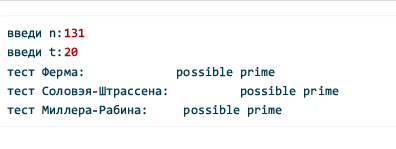 введи n:131
введи t:20
тест Ферма: possible prime
тест Соловэя-Штрассена: possible prime
тест Миллера-Рабина: possible prime